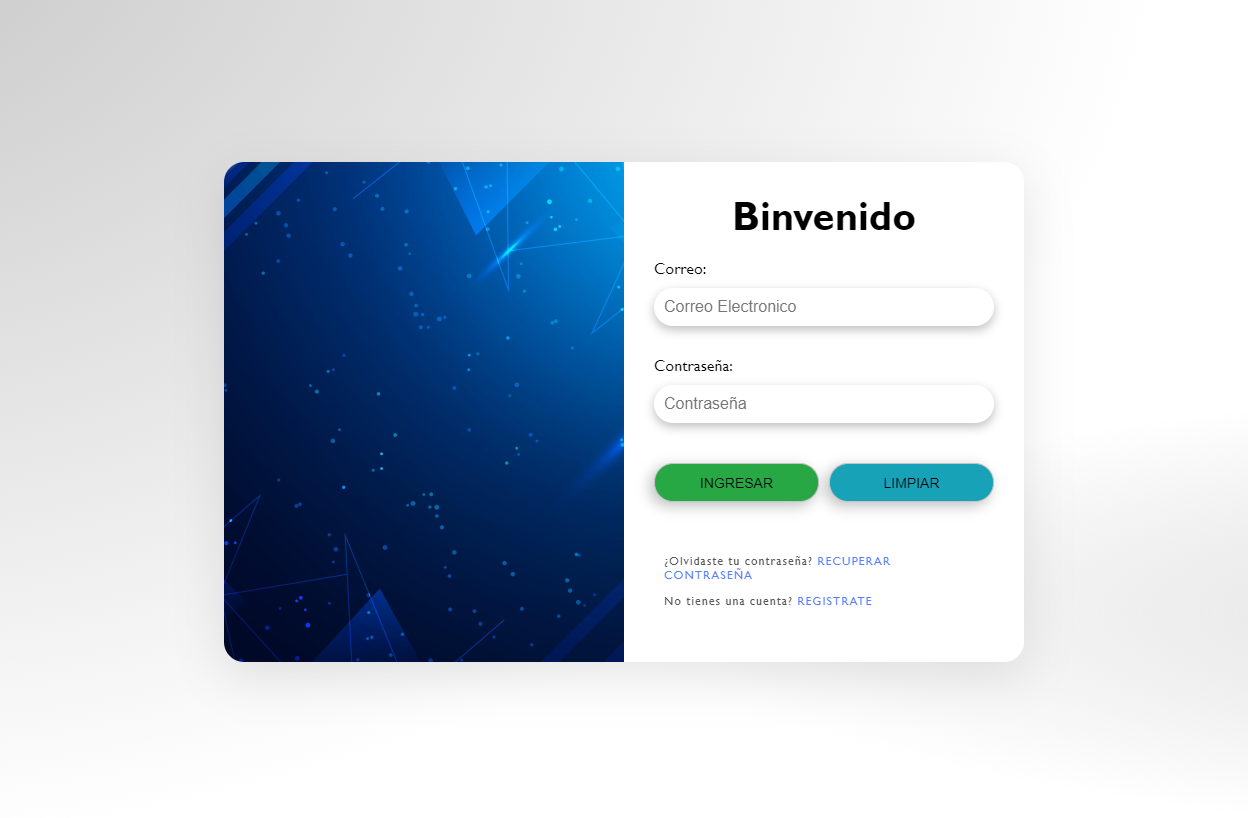 Binvenido
Correo:
Correo Electronico
Contraseña:
Contraseña
INGRESAR LIMPIAR
¿Olvidaste tu contraseña? RECUPERAR
CONTRASEÑA
No tienes una cuenta? REGISTRATE